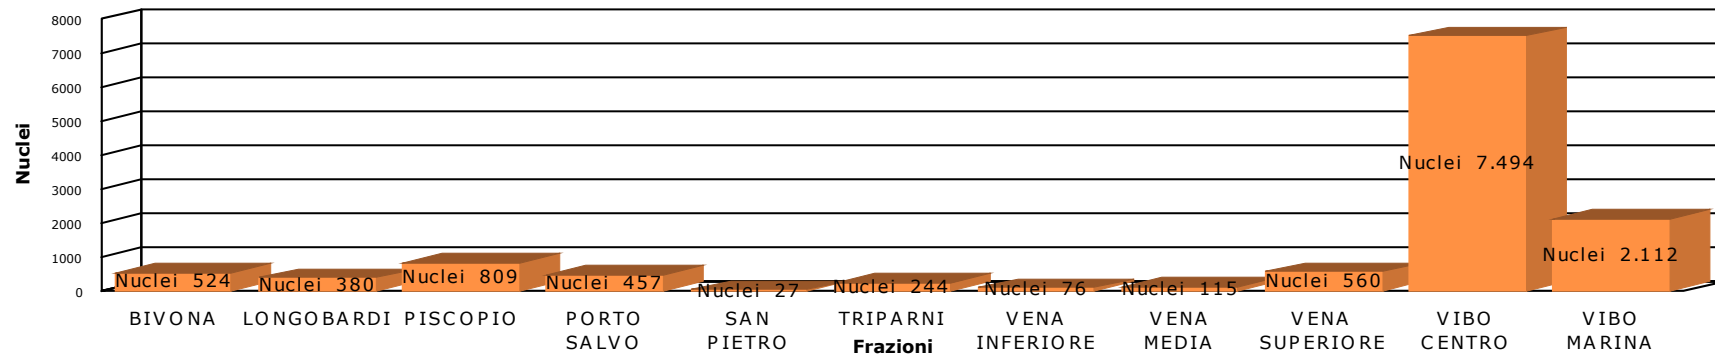 8000
7000
6000
5000
4000
3000
2000
1000
0
Nuclei
Nuclei 524
Nuclei 380
Nuclei 809
Nuclei 457
Nuclei 27
Nuclei 244
Nuclei 76
Nuclei 115
Nuclei 560
Nuclei 7.494
Nuclei 2.112
BIVONA
LONGOBARDI
PISCOPIO
PORTO
SALVO
SAN
PIETRO
TRIPARNI
VENA
INFERIORE
VENA
MEDIA
VENA
SUPERIORE
VIBO
CENTRO
VIBO
MARINA
Frazioni